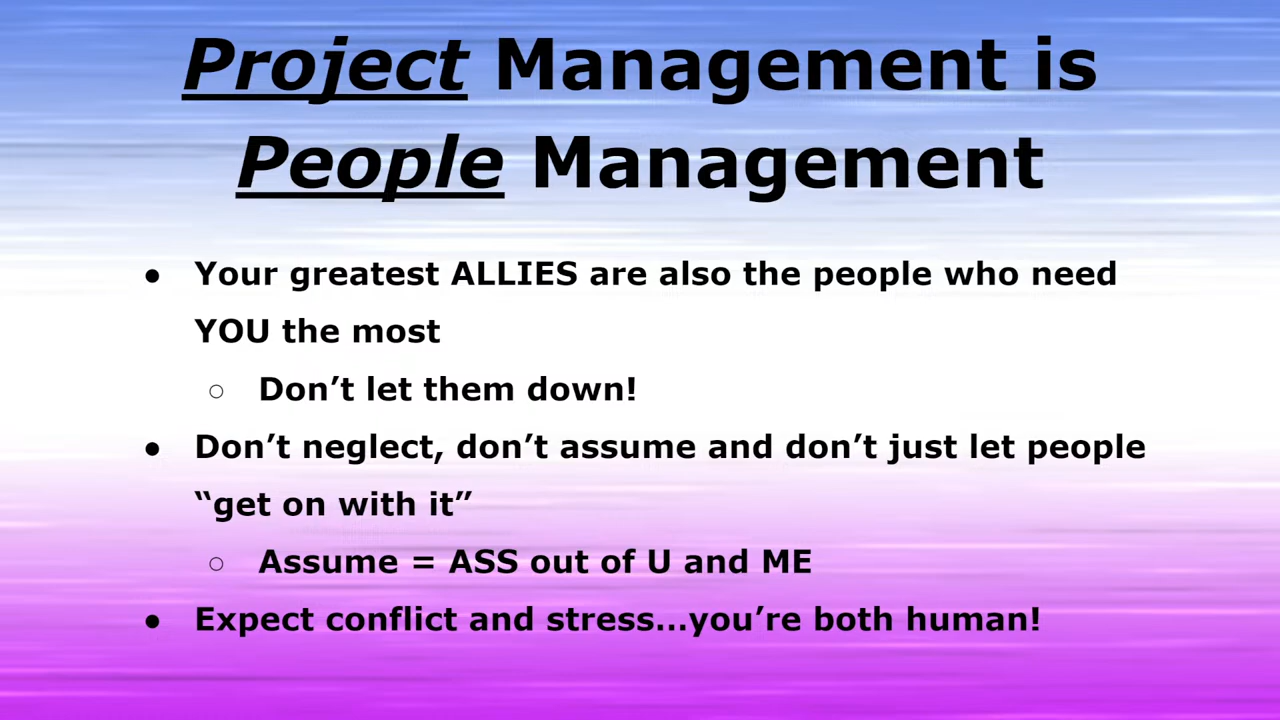 Project Management is
People Management
● Your greatest ALLIES are also the people who need
YOU the most
○ Don’t let them down!
● Don’t neglect, don’t assume and don’t just let people
“get on with it”
○ Assume = ASS out of U and ME
● Expect conflict and stress...you’re both human!